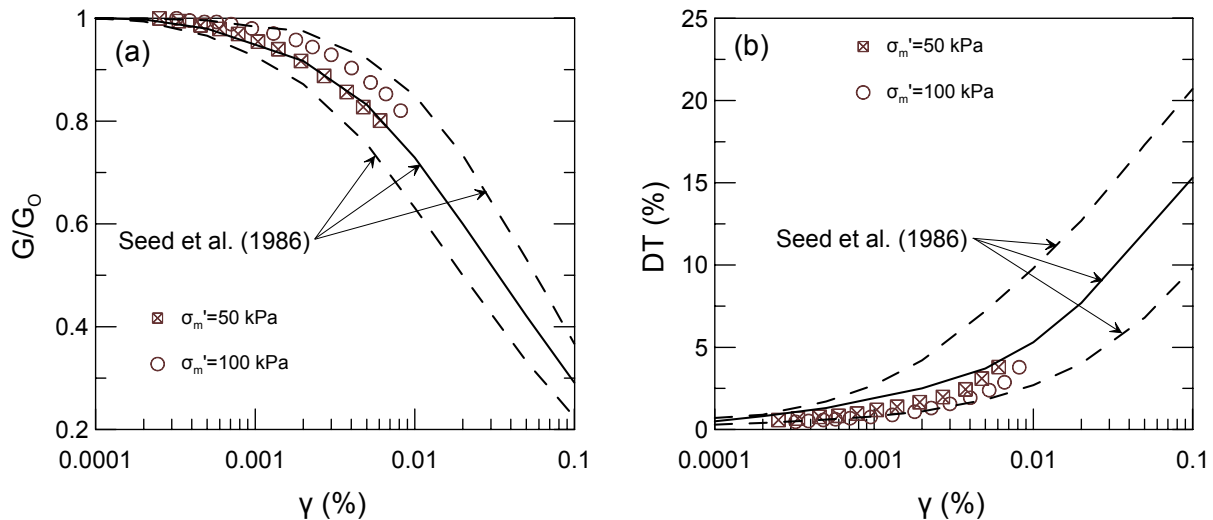 (a)
1
0.8
0.6
0.4
0.2
G/G_O
Seed et al. (1986)
σ_m'=50 kPa
σ_m'=100 kPa
0.0001 0.001 0.01 0.1
γ (%)
(b)
σ_m'=50 kPa
σ_m'=100 kPa
25
20
15
10
5
0
DT (%)
Seed et al. (1986)
0.0001 0.001 0.01 0.1
γ (%)